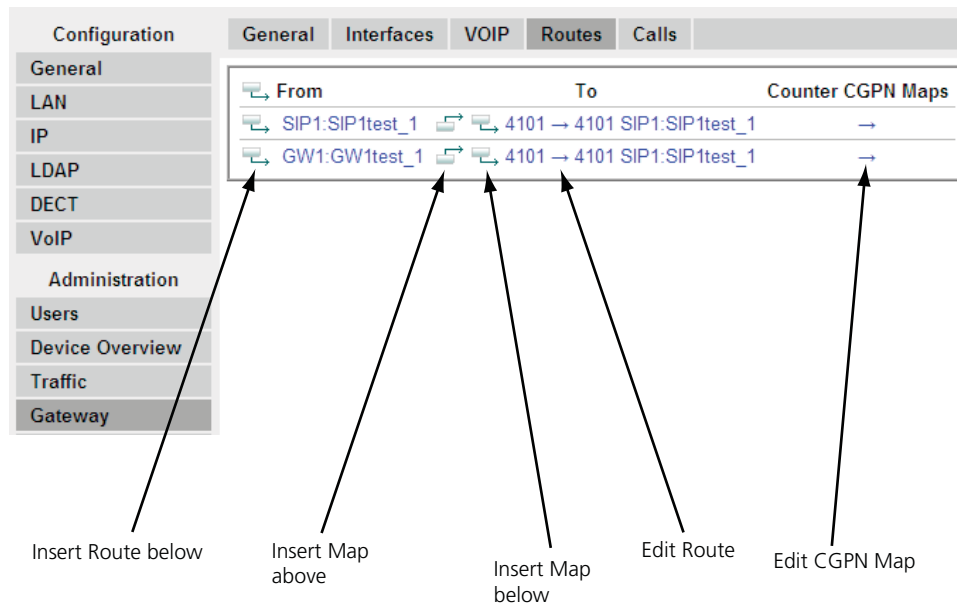 Configuration
General
LAN
IP
LDAP
DECT
VoIP
Administration
Users
Device Overview
Traffic
Gateway
General Interfaces VOIP Routes Calls
From To Counter CGPN Maps
SIP1:SIP1test_1 4101 → 4101 SIP1:SIP1test_1 →
GW1:GW1test_1 4101 → 4101 SIP1:SIP1test_1 →
Insert Route below
Insert Map
above
Insert Map
below
Edit Route
Edit CGPN Map